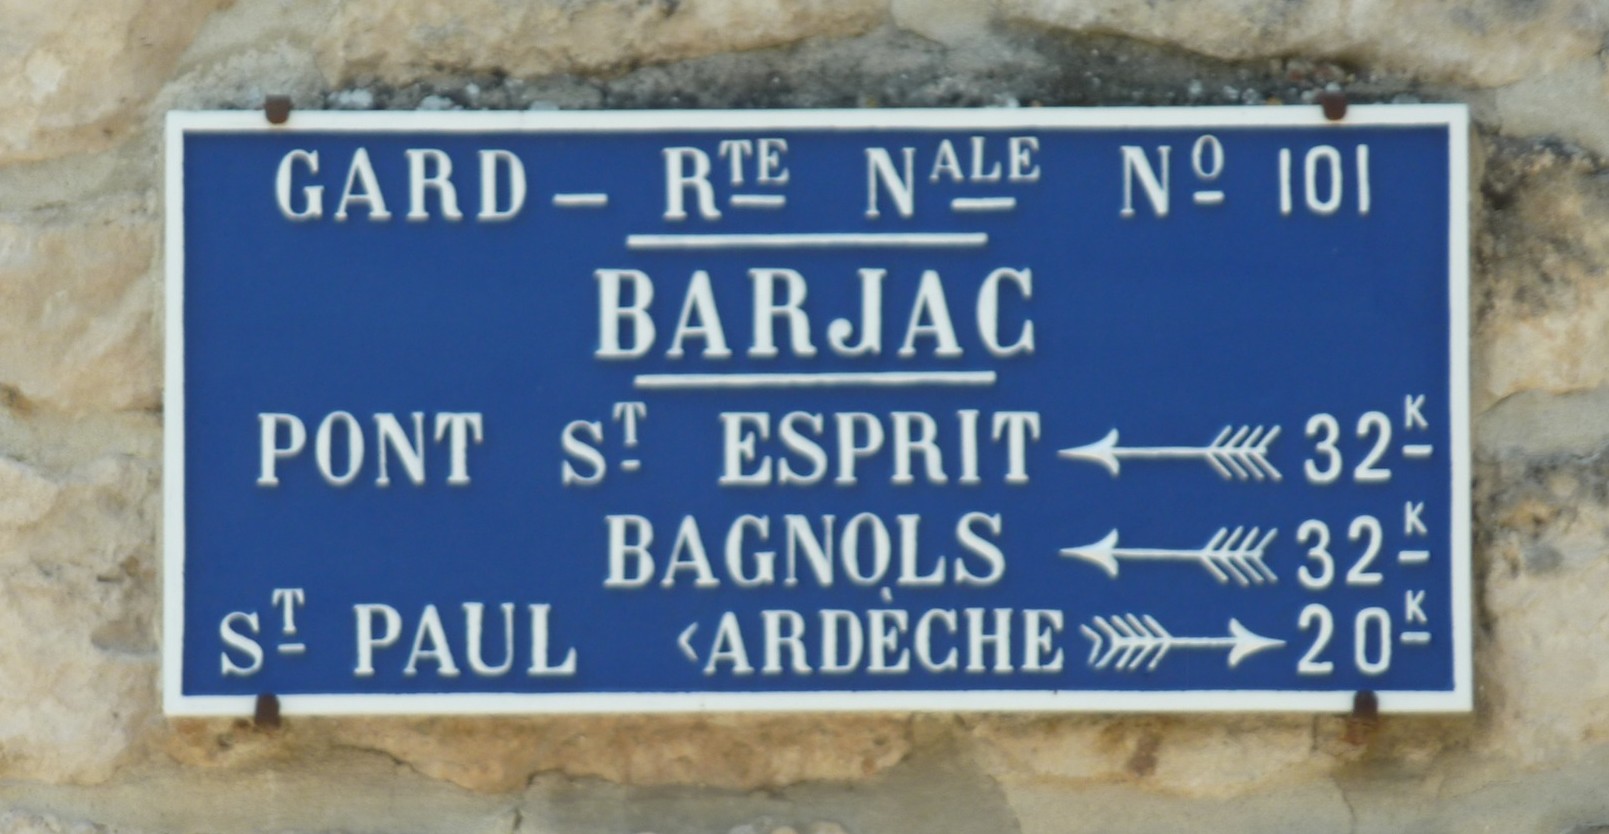 GARD — RTE NALE NO 101
BARJAC
PONT ST ESPRIT ← 32K
BAGNOLS ← 32K
ST PAUL <ARDÈCHE> → 20K